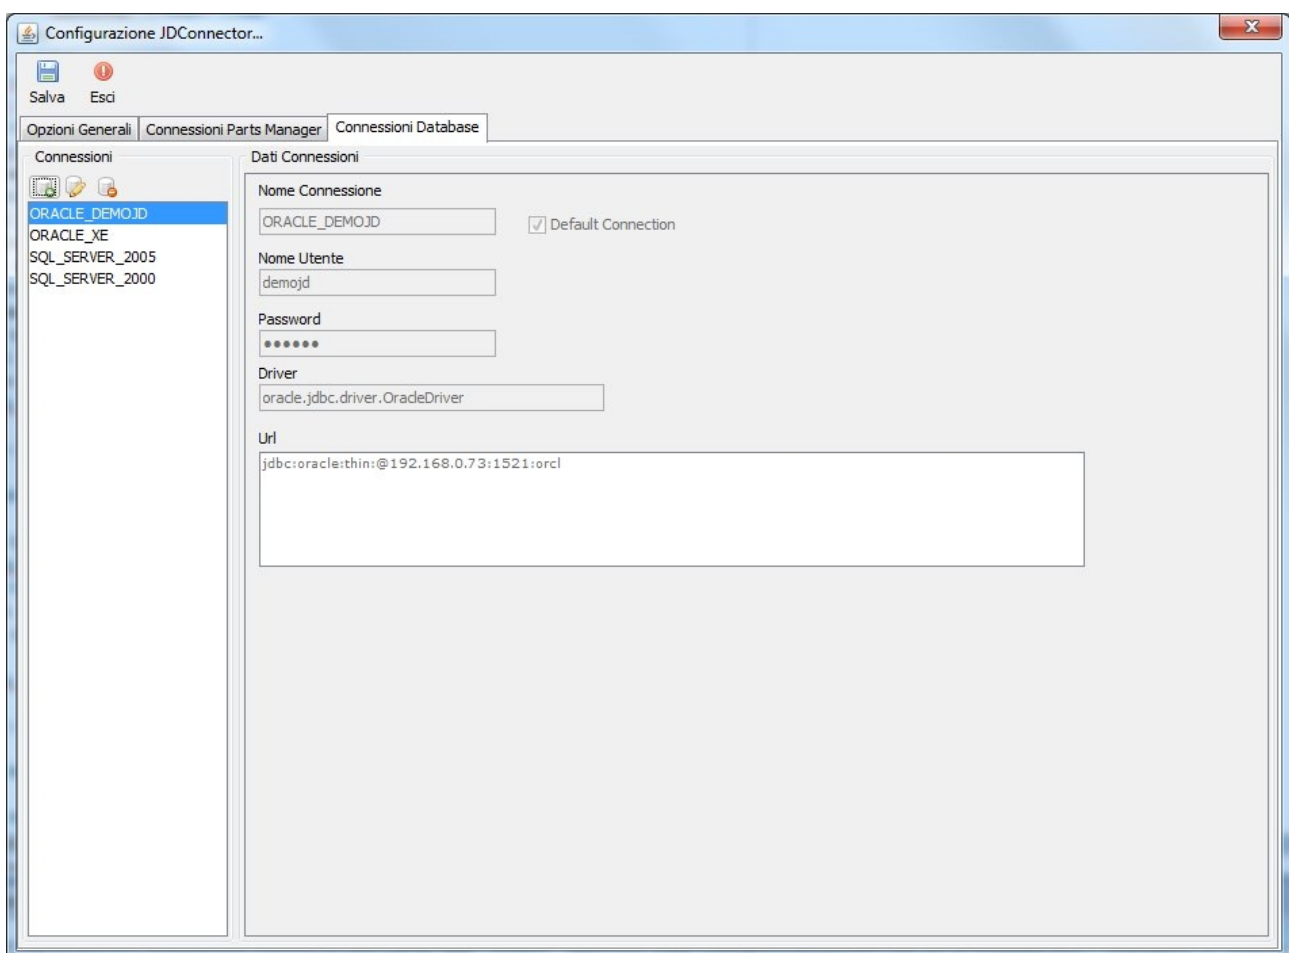 Configurazione JDConnector...
Salva Esci
Opzioni Generali Connessioni Parts Manager Connessioni Database
Connessioni
ORACLE_DEMOJD
ORACLE_XE
SQL_SERVER_2005
SQL_SERVER_2000
Dati Connessioni
Nome Connessione
ORACLE_DEMOJD Default Connection
Nome Utente
demojd
Password
••••••
Driver
oracle.jdbc.driver.OracleDriver
Url
jdbc:oracle:thin:@192.168.0.73:1521:orcl